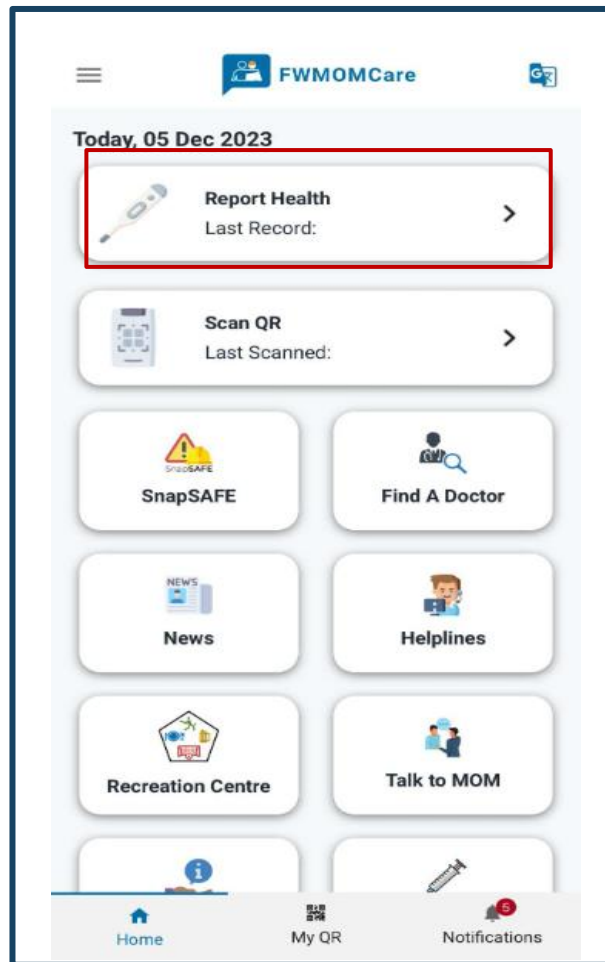 FWMOMCare
Today, 05 Dec 2023
Report Health
Last Record:
Scan QR
Last Scanned:
SnapSAFE
SnapSAFE
Find A Doctor
NEWS
News
Helplines
Recreation Centre
Talk to MOM
Home
My QR
5
Notifications